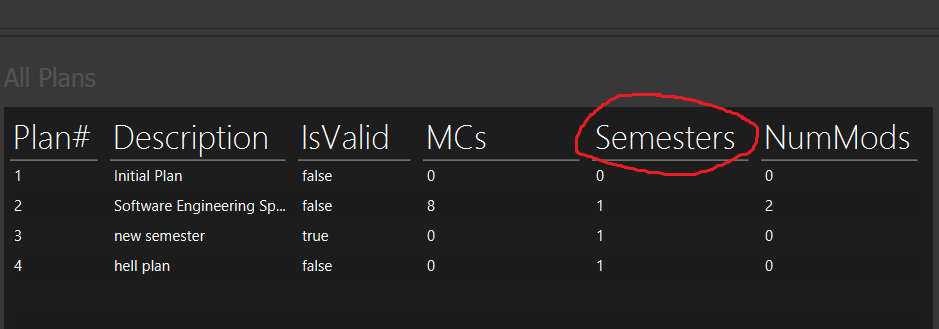 All Plans
Plan# Description IsValid MCs Semesters NumMods
1 Initial Plan false 0 0 0
2 Software Engineering Sp... false 8 1 2
3 new semester true 0 1 0
4 hell plan false 0 1 0